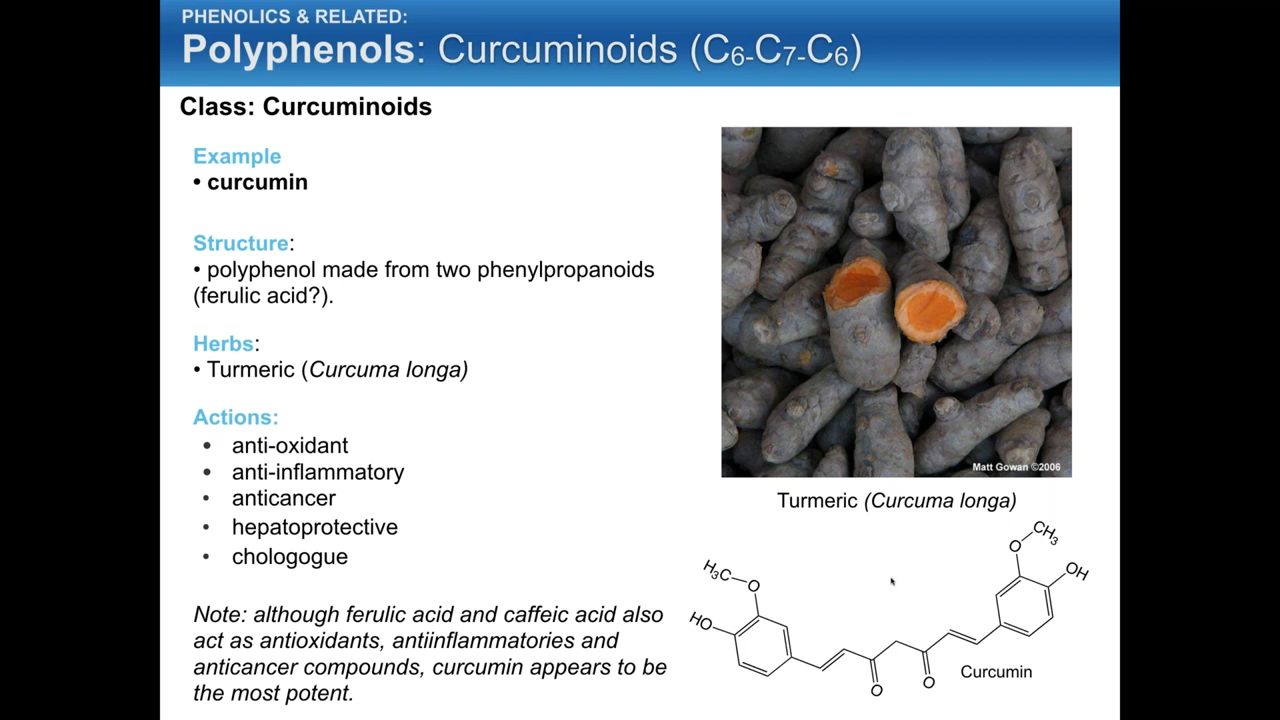 PHENOLICS & RELATED:
Polyphenols: Curcuminoids (C6-C7-C6)
Class: Curcuminoids
Example
• curcumin
Structure:
• polyphenol made from two phenylpropanoids
(ferulic acid?).
Herbs:
• Turmeric (Curcuma longa)
Actions:
• anti-oxidant
• anti-inflammatory
• anticancer
• hepatoprotective
• chologogue
Note: although ferulic acid and caffeic acid also
act as antioxidants, antiinflammatories and
anticancer compounds, curcumin appears to be
the most potent.
Matt Gowan ©2006
Turmeric (Curcuma longa)
CH3
O
OH
H3C
O
HO
O
O
Curcumin